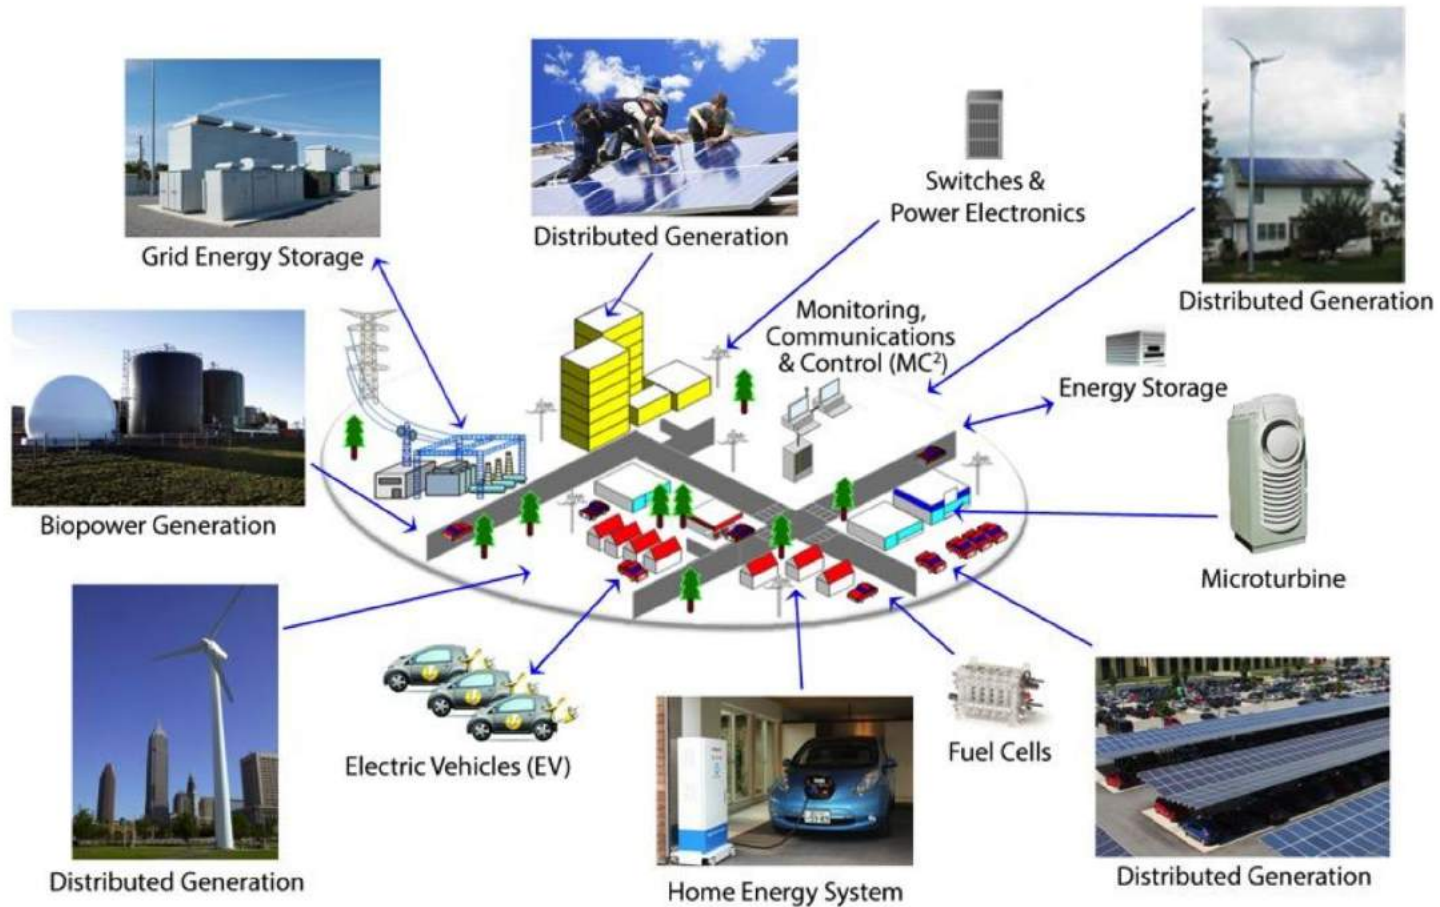 Grid Energy Storage
Distributed Generation
Switches &
Power Electronics
Distributed Generation
Monitoring,
Communications
& Control (MC²)
Energy Storage
Biopower Generation
Microturbine
Electric Vehicles (EV)
Fuel Cells
Distributed Generation
Home Energy System
Distributed Generation